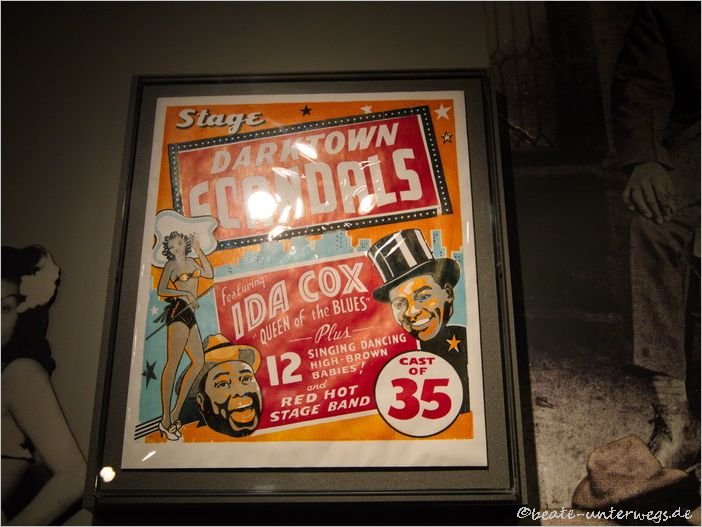 Stage
DARKTOWN
SCANDALS
featuring
IDA COX
"QUEEN OF THE BLUES"
Plus
12 SINGING DANCING
HIGH-BROWN
BABIES!
and
RED HOT
STAGE BAND
CAST
OF
35
©beate-unterwegs.de